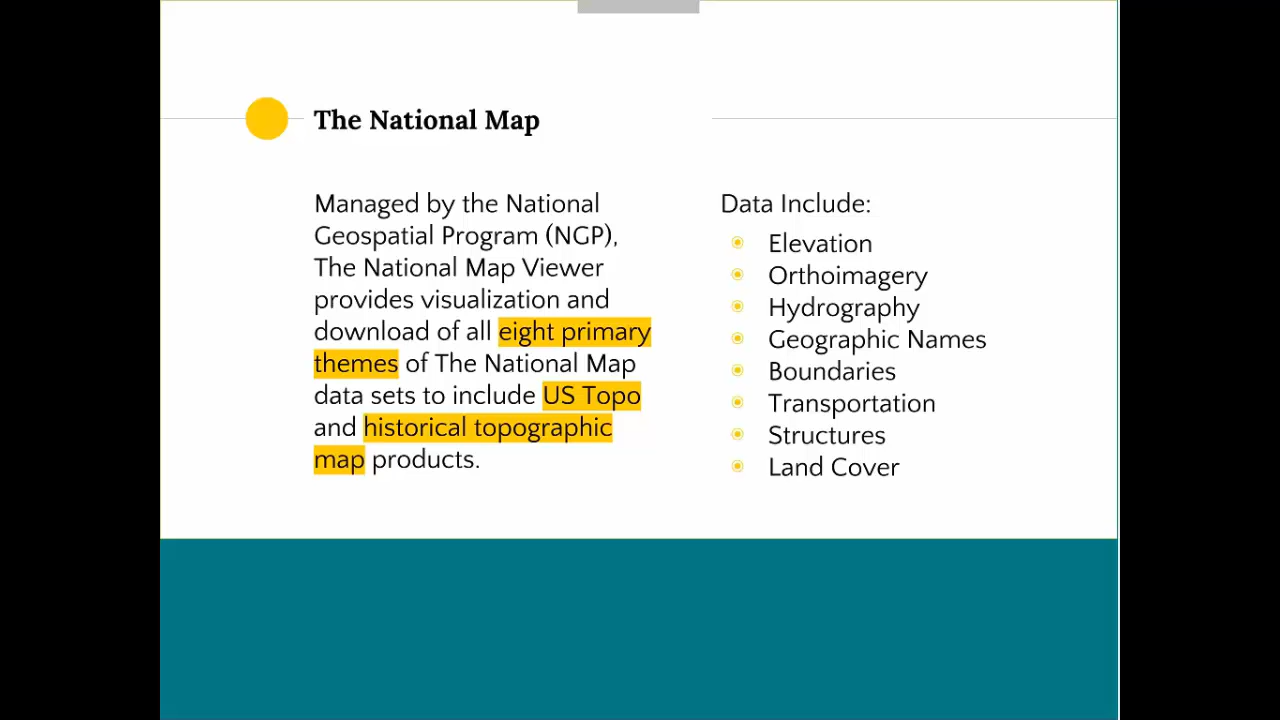 The National Map
Managed by the National
Geospatial Program (NGP),
The National Map Viewer
provides visualization and
download of all eight primary
themes of The National Map
data sets to include US Topo
and historical topographic
map products.
Data Include:
Elevation
Orthoimagery
Hydrography
Geographic Names
Boundaries
Transportation
Structures
Land Cover